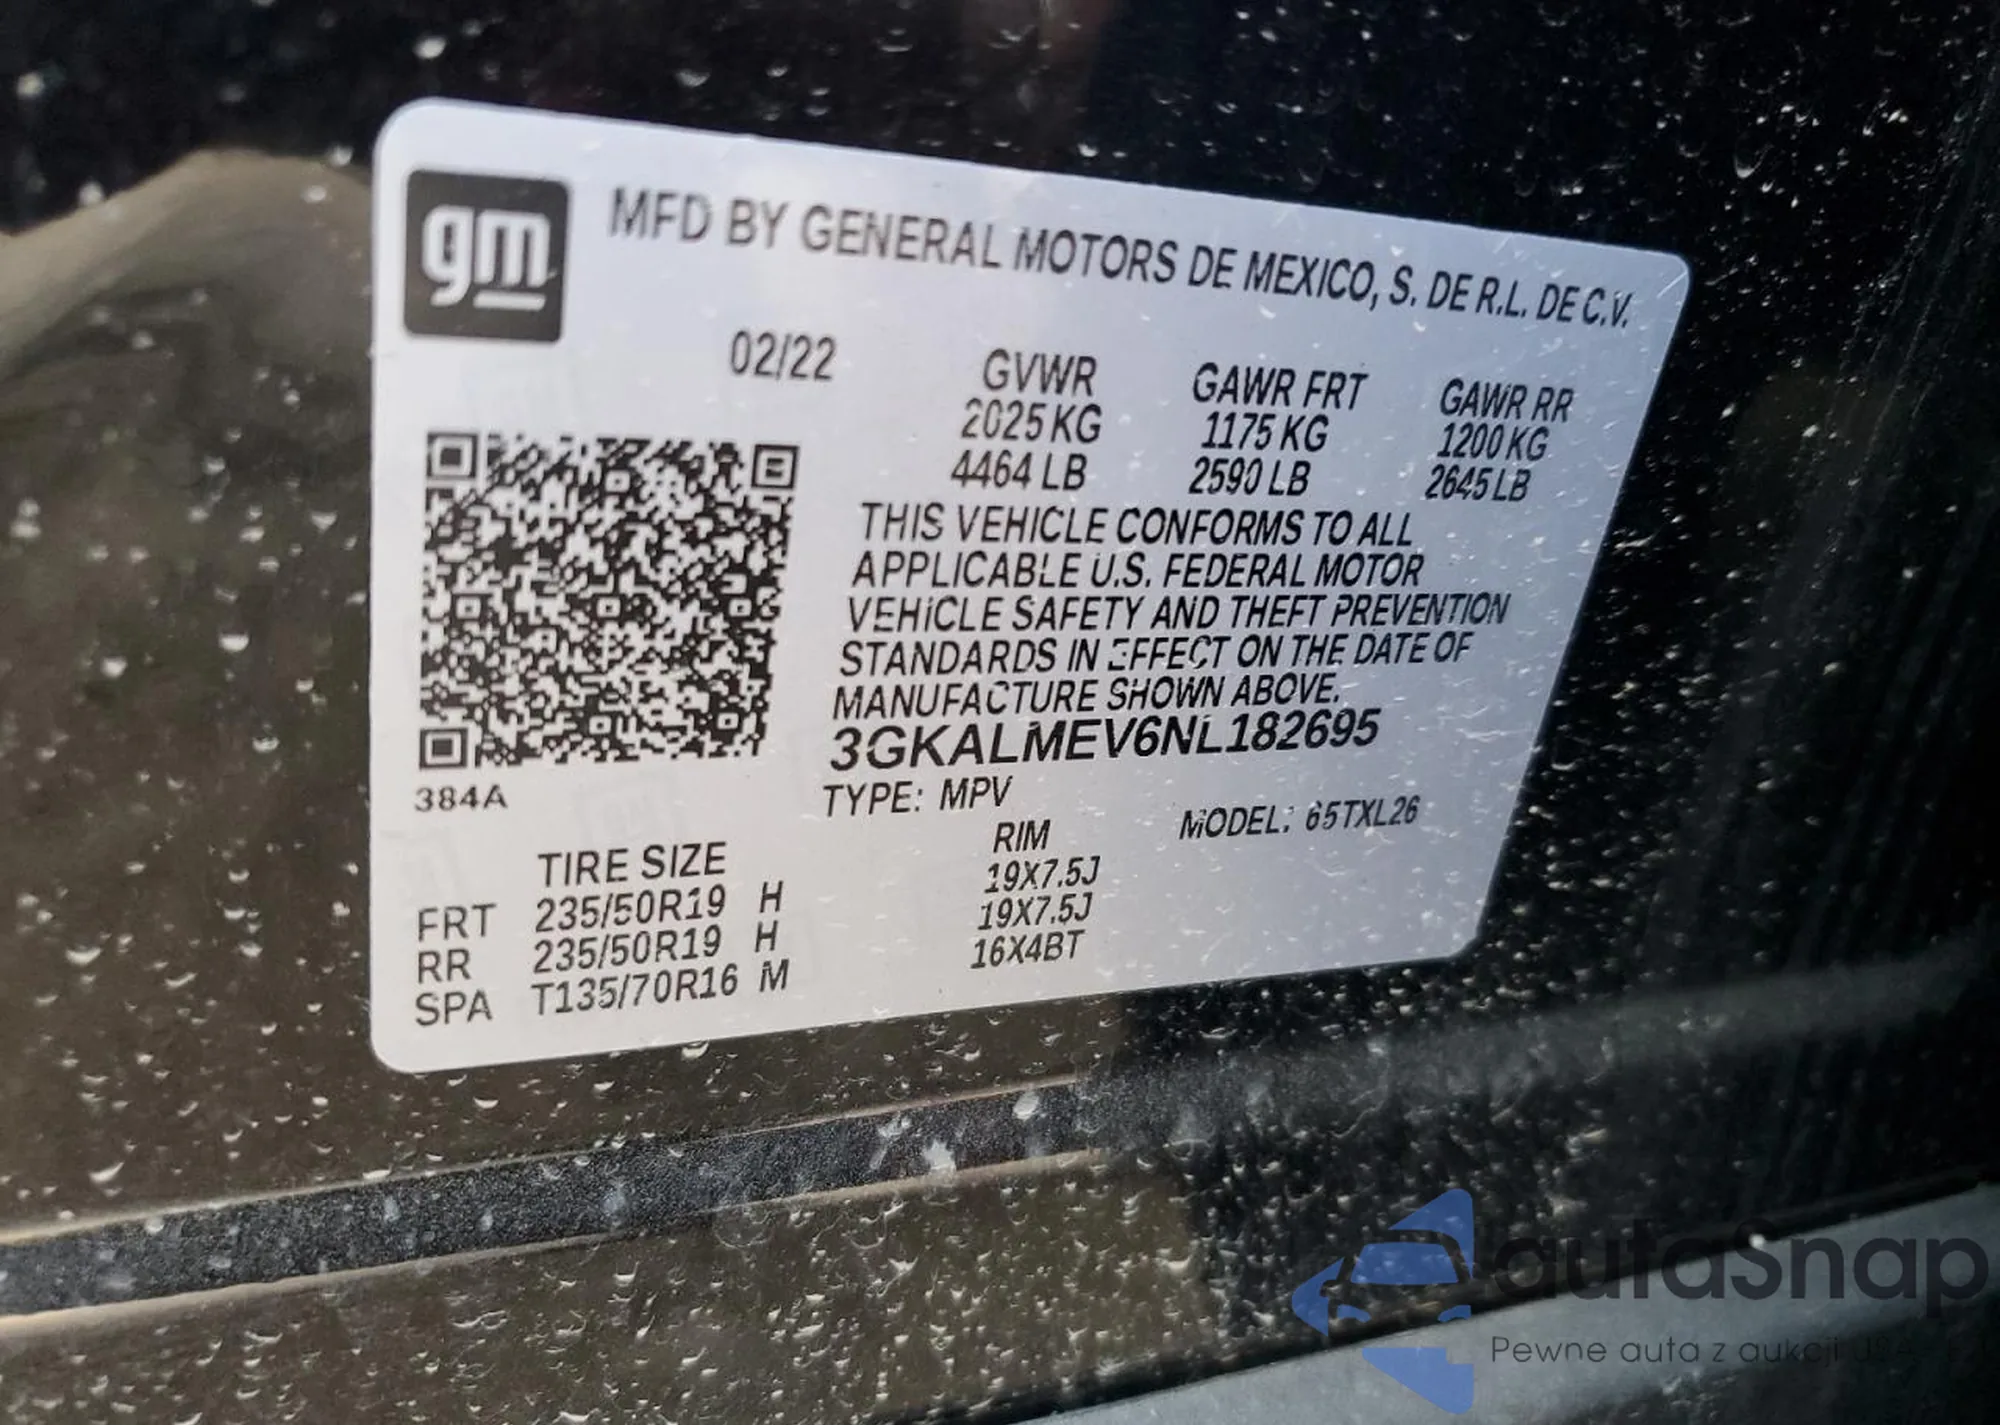 gm
MFD BY GENERAL MOTORS DE MEXICO, S. DE R.L. DE C.V.
02/22
GVWR GAWR FRT GAWR RR
2025 KG 1175 KG 1200 KG
4464 LB 2590 LB 2645 LB
THIS VEHICLE CONFORMS TO ALL
APPLICABLE U.S. FEDERAL MOTOR
VEHICLE SAFETY AND THEFT PREVENTION
STANDARDS IN EFFECT ON THE DATE OF
MANUFACTURE SHOWN ABOVE.
3GKALMEV6NL182695
384A
TYPE: MPV MODEL: 65TXL26
TIRE SIZE RIM
FRT 235/50R19 H 19X7.5J
RR 235/50R19 H 19X7.5J
SPA T135/70R16 M 16X4BT
autaSnap
Pewne auta z aukcji USA